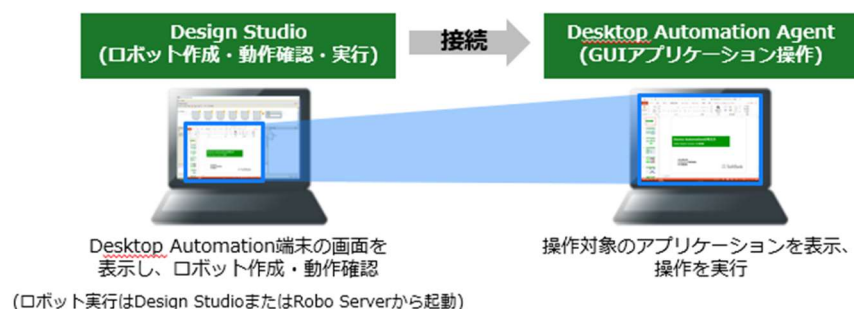 Design Studio
(ロボット作成・動作確認・実行)
接続
Desktop Automation Agent
(GUIアプリケーション操作)
Desktop Automation端末の画面を
表示し、ロボット作成・動作確認
操作対象のアプリケーションを表示、
操作を実行
(ロボット実行はDesign StudioまたはRobo Serverから起動)